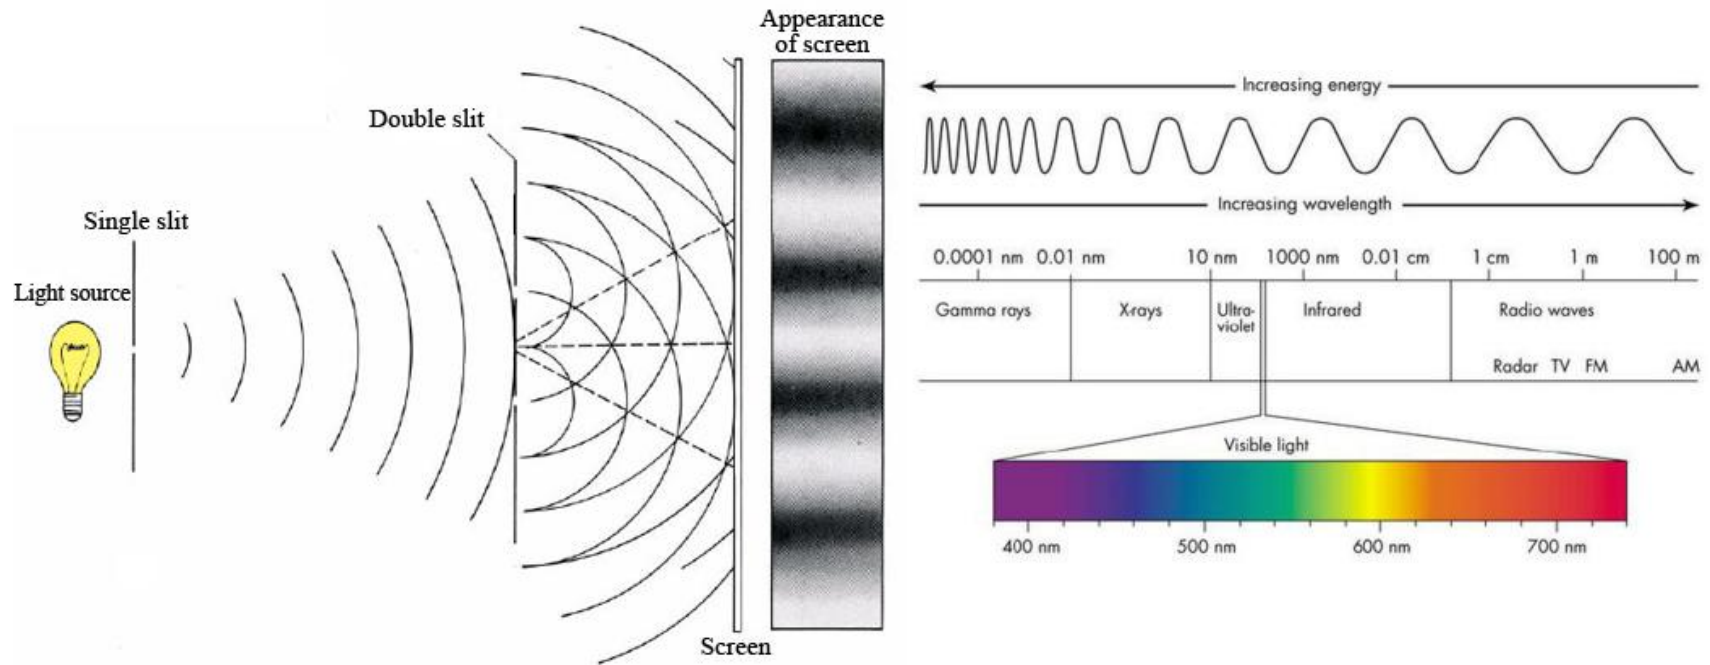 Appearance
of screen
Double slit
Single slit
Light source
Screen
Increasing energy
Increasing wavelength
0.0001 nm 0.01 nm 10 nm 1000 nm 0.01 cm 1 cm 1 m 100 m
Gamma rays X-rays Ultra-
violet Infrared Radio waves
Radar TV FM AM
Visible light
400 nm 500 nm 600 nm 700 nm